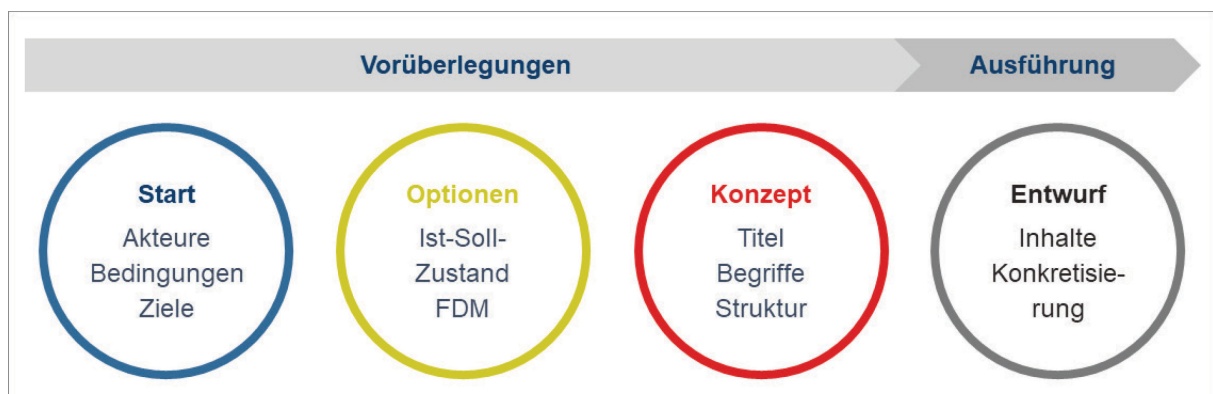 Vorüberlegungen
Ausführung
Start
Akteure
Bedingungen
Ziele
Optionen
Ist-Soll-
Zustand
FDM
Konzept
Titel
Begriffe
Struktur
Entwurf
Inhalte
Konkretisie-
rung